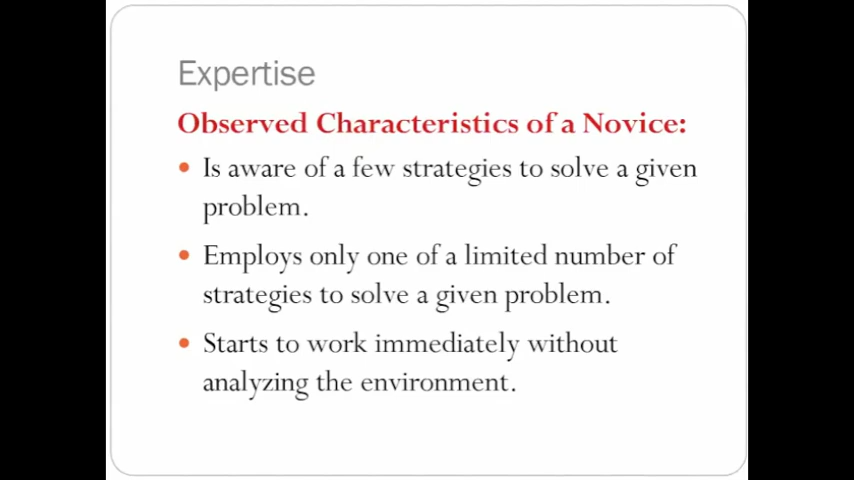 Expertise
Observed Characteristics of a Novice:
• Is aware of a few strategies to solve a given
problem.
• Employs only one of a limited number of
strategies to solve a given problem.
• Starts to work immediately without
analyzing the environment.